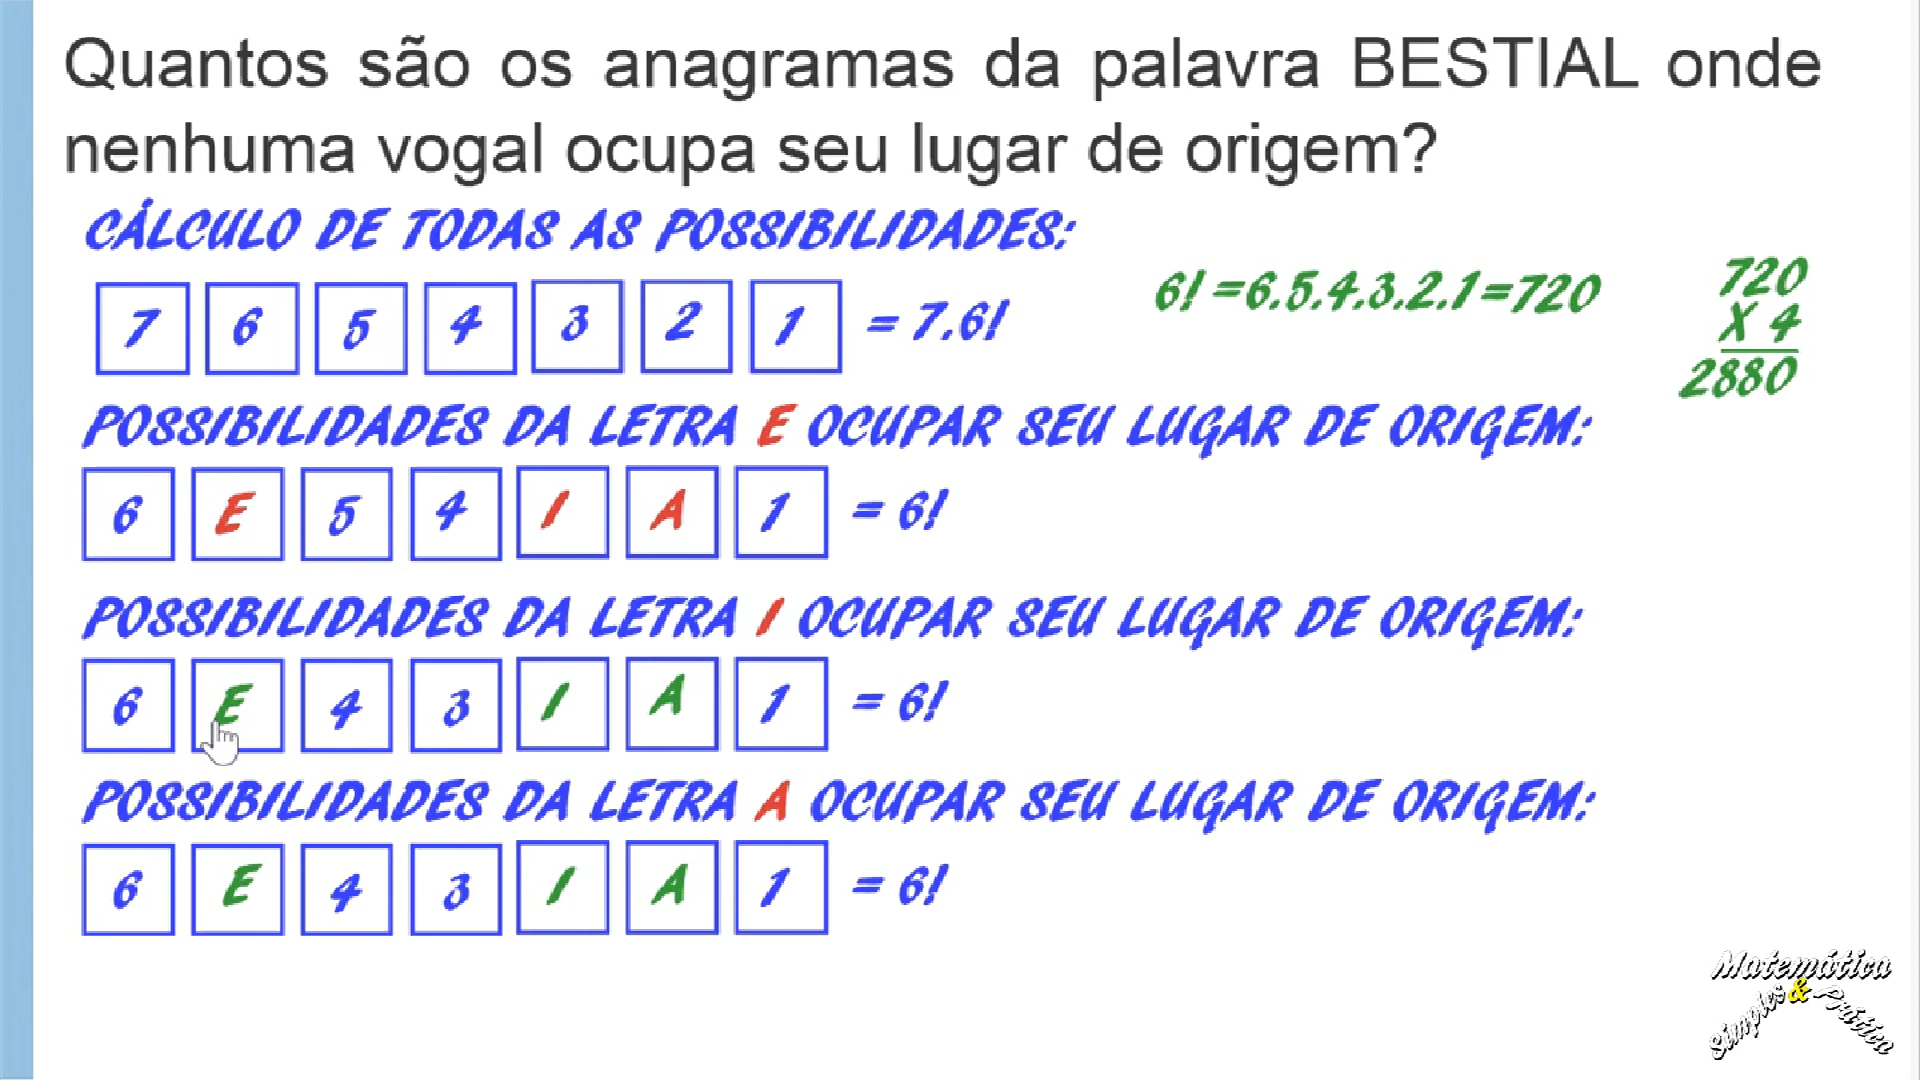 Quantos são os anagramas da palavra BESTIAL onde
nenhuma vogal ocupa seu lugar de origem?
CÁLCULO DE TODAS AS POSSIBILIDADES:
7 6 5 4 3 2 1 = 7.6!
6! =6.5.4.3.2.1=720
720
X 4
2880
POSSIBILIDADES DA LETRA E OCUPAR SEU LUGAR DE ORIGEM:
6 E 5 4 I A 1 = 6!
POSSIBILIDADES DA LETRA I OCUPAR SEU LUGAR DE ORIGEM:
6 E 4 3 I A 1 = 6!
POSSIBILIDADES DA LETRA A OCUPAR SEU LUGAR DE ORIGEM:
6 E 4 3 I A 1 = 6!
Matemática
Simples & Prática